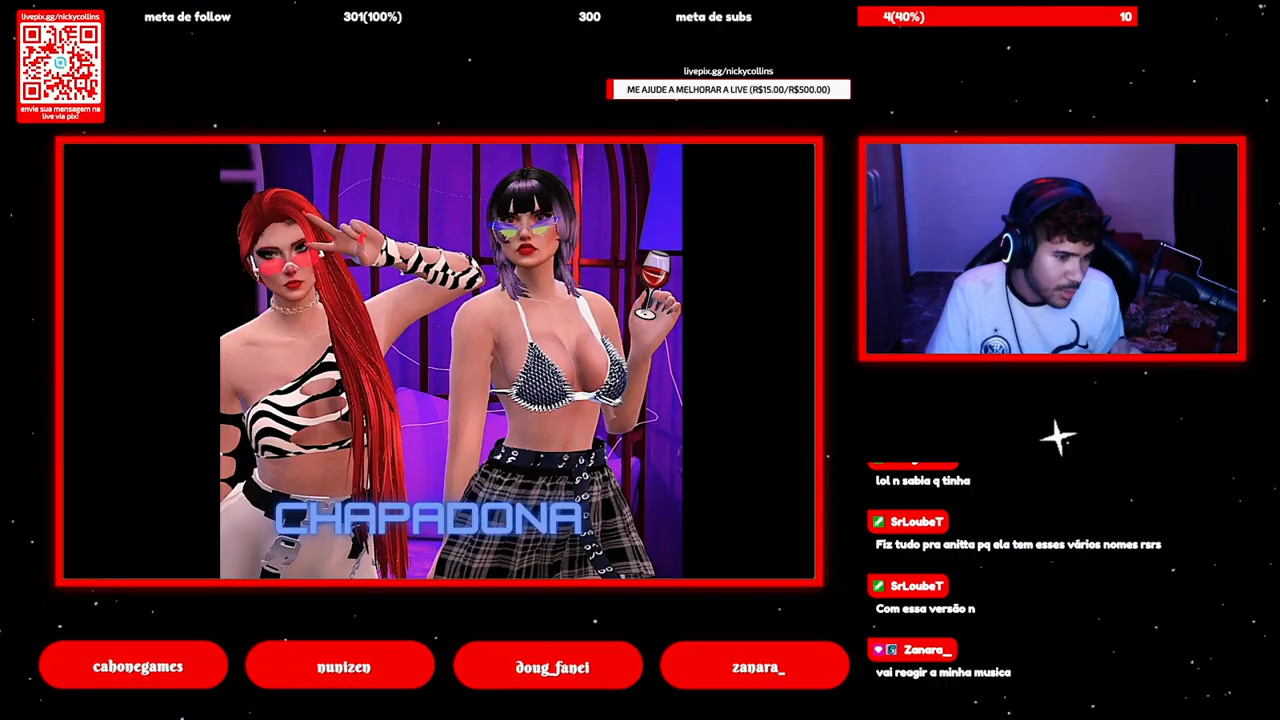 livepix.gg/nickycollins
envie sua mensagem na
live via pix!
meta de follow 301(100%) 300 meta de subs 4(40%) 10
livepix.gg/nickycollins
ME AJUDE A MELHORAR A LIVE (R$15.00/R$500.00)
CHAPADONA
lol n sabia q tinha
SrLoubeT
Fiz tudo pra anitta pq ela tem esses vários nomes rsrs
SrLoubeT
Com essa versão n
Zanara__
vai reagir a minha musica
cahonegames nunizen doug_fanei zanara_